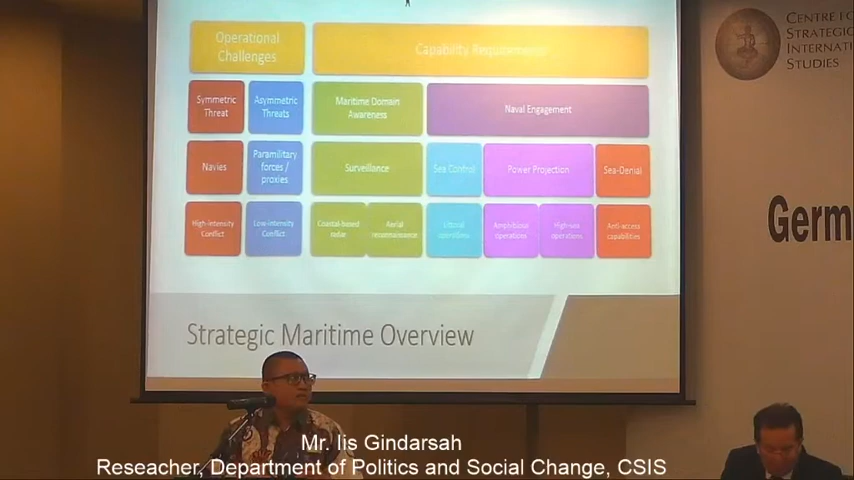 Operational
Challenges
Capability Requirements
Symmetric
Threat
Asymmetric
Threats
Maritime Domain
Awareness
Naval Engagement
Navies
Paramilitary
forces /
proxies
Surveillance
Sea Control
Power Projection
Sea-Denial
High-intensity
Conflict
Low-intensity
Conflict
Coastal-based
radar
Aerial
reconnaissance
Littoral
operations
Amphibious
operations
High-sea
operations
Anti-access
capabilities
Strategic Maritime Overview
CENTRE FO
STRATEGIC
INTERNATI
STUDIES
Germ
Mr. Iis Gindarsah
Reseacher, Department of Politics and Social Change, CSIS